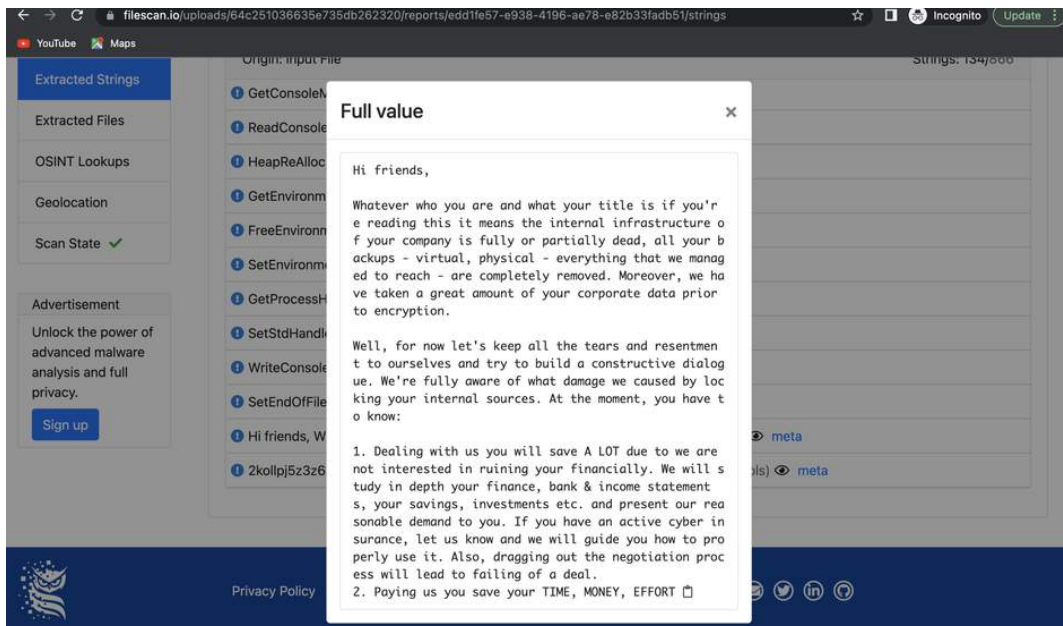 filescan.io/uploads/64c251036635e735db262320/reports/edd1fe57-e938-4196-ae78-e82b33fadb51/strings
Incognito
Update
YouTube
Maps
Extracted Strings
Extracted Files
OSINT Lookups
Geolocation
Scan State
Advertisement
Unlock the power of
advanced malware
analysis and full
privacy.
Sign up
Origin: Input File
Strings: 134/866
GetConsoleM
ReadConsole
HeapReAlloc
GetEnvironm
FreeEnvironm
SetEnvironme
GetProcessH
SetStdHandl
WriteConsole
SetEndOfFile
Hi friends, W
meta
2kollpj5z3z6
ols)
meta
Full value
Hi friends,
Whatever who you are and what your title is if you'r
e reading this it means the internal infrastructure o
f your company is fully or partially dead, all your b
ackups - virtual, physical - everything that we manag
ed to reach - are completely removed. Moreover, we ha
ve taken a great amount of your corporate data prior
to encryption.
Well, for now let's keep all the tears and resentmen
t to ourselves and try to build a constructive dialog
ue. We're fully aware of what damage we caused by loc
king your internal sources. At the moment, you have t
o know:
1. Dealing with us you will save A LOT due to we are
not interested in ruining your financially. We will s
tudy in depth your finance, bank & income statement
s, your savings, investments etc. and present our rea
sonable demand to you. If you have an active cyber in
surance, let us know and we will guide you how to pro
perly use it. Also, dragging out the negotiation proc
ess will lead to failing of a deal.
2. Paying us you save your TIME, MONEY, EFFORT
Privacy Policy